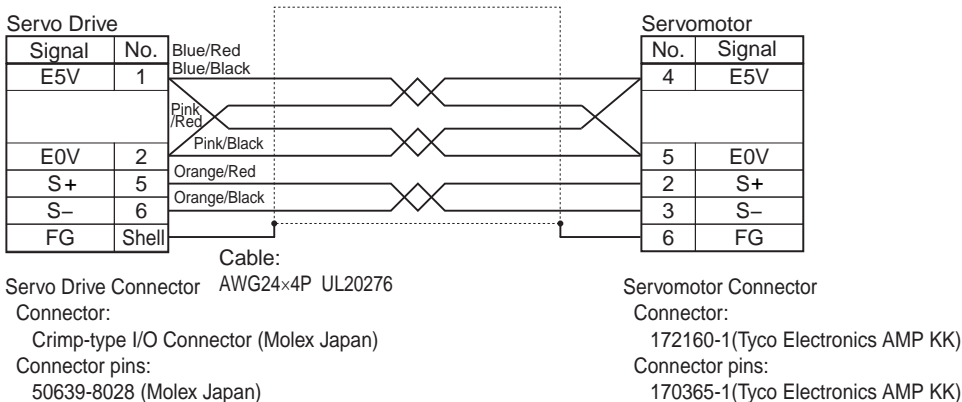 Servo Drive
Servomotor
Signal No.
No. Signal
Blue/Red
Blue/Black
E5V 1
4 E5V
Pink
/Red
Pink/Black
E0V 2
5 E0V
Orange/Red
S+ 5
2 S+
Orange/Black
S− 6
3 S−
FG Shell
6 FG
Cable:
AWG24×4P UL20276
Servo Drive Connector
Connector:
Crimp-type I/O Connector (Molex Japan)
Connector pins:
50639-8028 (Molex Japan)
Servomotor Connector
Connector:
172160-1(Tyco Electronics AMP KK)
Connector pins:
170365-1(Tyco Electronics AMP KK)